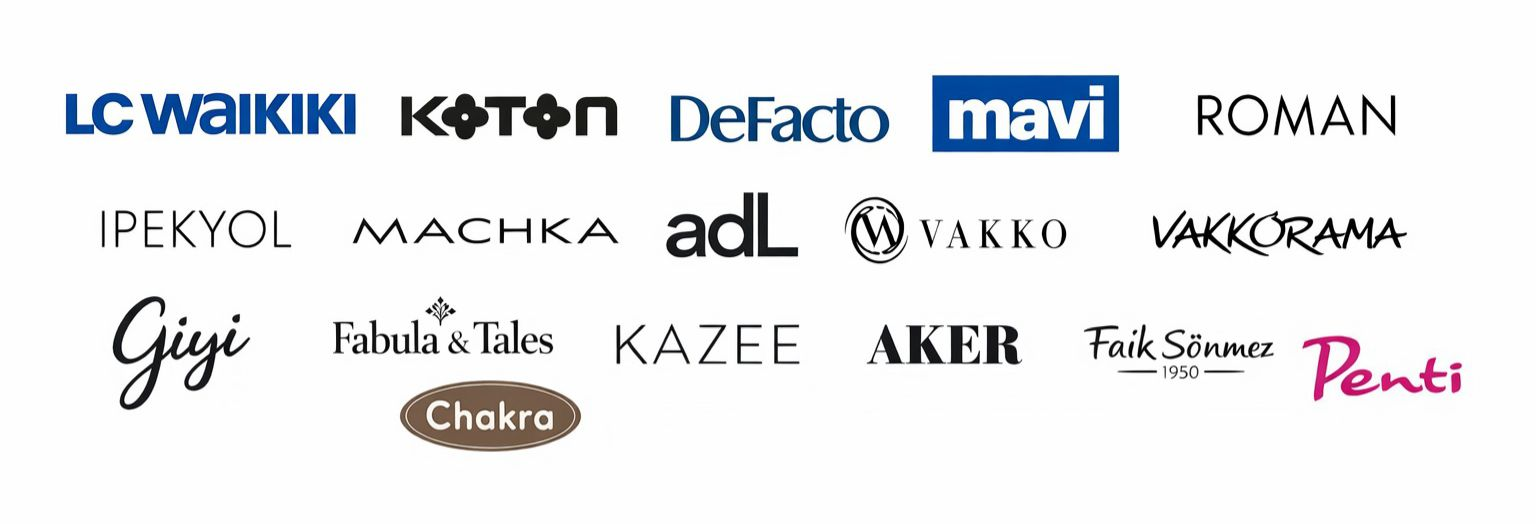 LC WAIKIKI
KOTON
DeFacto
mavi
ROMAN
IPEKYOL
MACHKA
adL
VAKKO
VAKKORAMA
Giyi
Fabula & Tales
KAZEE
AKER
Faik Sönmez
1950
Penti
Chakra